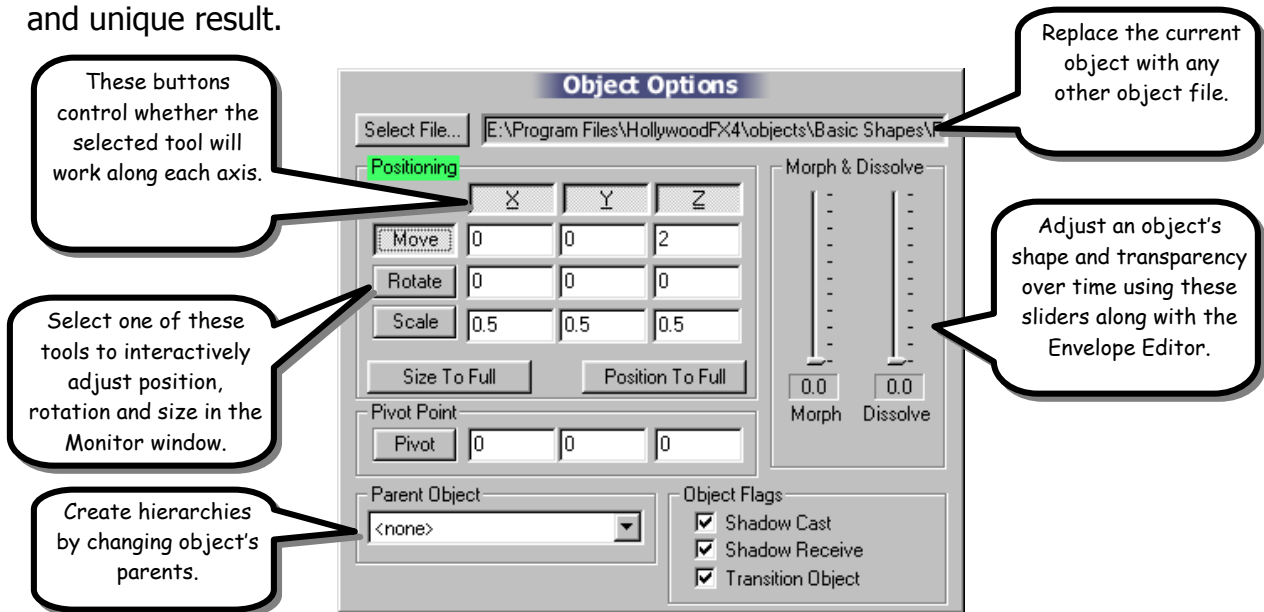 and unique result.
These buttons
control whether the
selected tool will
work along each axis.
Select one of these
tools to interactively
adjust position,
rotation and size in the
Monitor window.
Create hierarchies
by changing object's
parents.
Object Options
Select File... E:\Program Files\HollywoodFX4\objects\Basic Shapes\
Positioning
X Y Z
Move 0 0 2
Rotate 0 0 0
Scale 0.5 0.5 0.5
Size To Full Position To Full
Pivot Point
Pivot 0 0 0
Parent Object
<none>
Morph & Dissolve
0.0 0.0
Morph Dissolve
Object Flags
Shadow Cast
Shadow Receive
Transition Object
Replace the current
object with any
other object file.
Adjust an object's
shape and transparency
over time using these
sliders along with the
Envelope Editor.